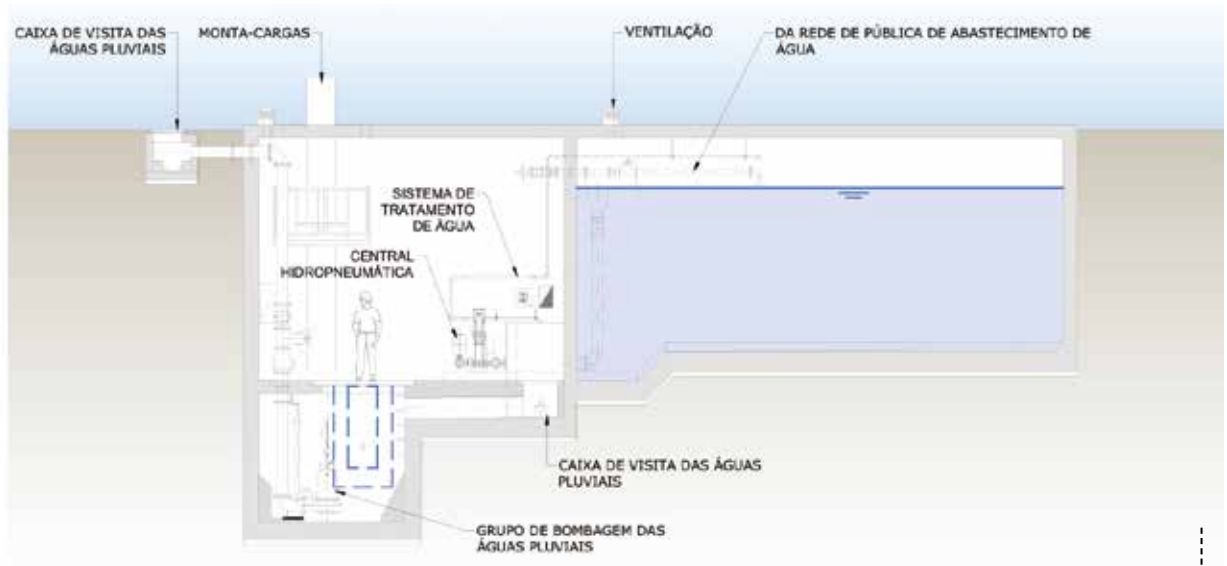 CAIXA DE VISITA DAS
ÁGUAS PLUVIAIS
MONTA-CARGAS
VENTILAÇÃO
DA REDE DE PÚBLICA DE ABASTECIMENTO DE
ÁGUA
SISTEMA DE
TRATAMENTO
DE ÁGUA
CENTRAL
HIDROPNEUMÁTICA
CAIXA DE VISITA DAS ÁGUAS
PLUVIAIS
GRUPO DE BOMBAGEM DAS
ÁGUAS PLUVIAIS